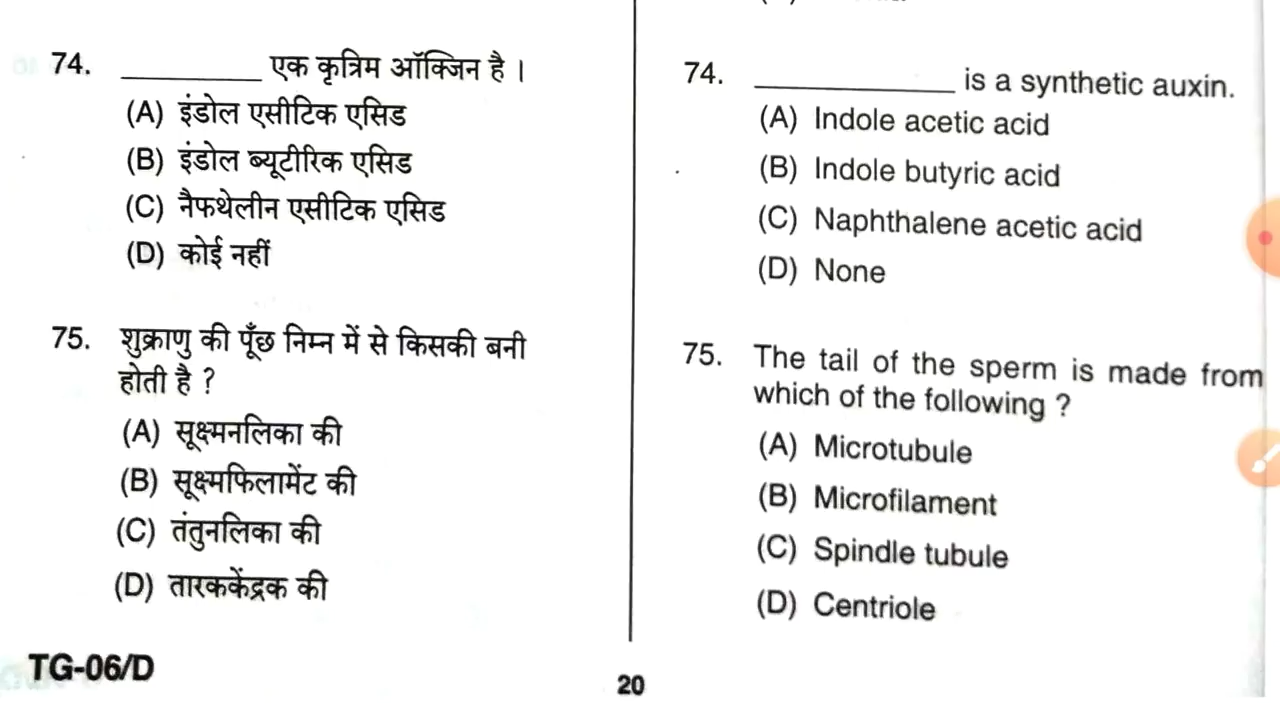 74. __________ एक कृत्रिम ऑक्जिन है ।
(A) इंडोल एसीटिक एसिड
(B) इंडोल ब्यूटीरिक एसिड
(C) नैफथेलीन एसीटिक एसिड
(D) कोई नहीं
75. शुक्राणु की पूँछ निम्न में से किसकी बनी
होती है ?
(A) सूक्ष्मनलिका की
(B) सूक्ष्मफिलामेंट की
(C) तंतुनलिका की
(D) तारककेंद्रक की
TG-06/D
74. ______________ is a synthetic auxin.
(A) Indole acetic acid
(B) Indole butyric acid
(C) Naphthalene acetic acid
(D) None
75. The tail of the sperm is made from
which of the following ?
(A) Microtubule
(B) Microfilament
(C) Spindle tubule
(D) Centriole
20